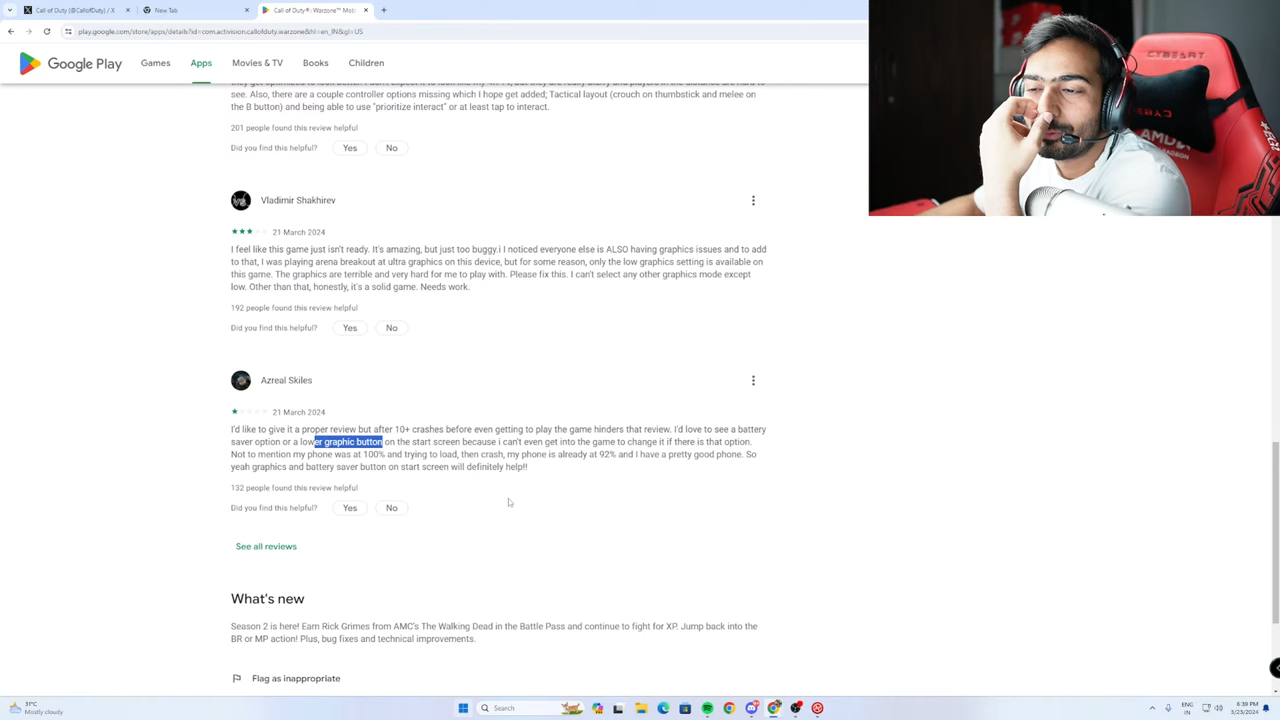 Call of Duty (@CallofDuty) / X
New Tab
Call of Duty®: Warzone™ Mobi
play.google.com/store/apps/details?id=com.activision.callofduty.warzone&hl=en_IN&gl=US
Google Play Games Apps Movies & TV Books Children
see. Also, there are a couple controller options missing which I hope get added; Tactical layout (crouch on thumbstick and melee on
the B button) and being able to use "prioritize interact" or at least tap to interact.
201 people found this review helpful
Did you find this helpful? Yes No
Vladimir Shakhirev
21 March 2024
I feel like this game just isn't ready. It's amazing, but just too buggy.i I noticed everyone else is ALSO having graphics issues and to add
to that, I was playing arena breakout at ultra graphics on this device, but for some reason, only the low graphics setting is available on
this game. The graphics are terrible and very hard for me to play with. Please fix this. I can't select any other graphics mode except
low. Other than that, honestly, it's a solid game. Needs work.
192 people found this review helpful
Did you find this helpful? Yes No
Azreal Skiles
21 March 2024
I'd like to give it a proper review but after 10+ crashes before even getting to play the game hinders that review. I'd love to see a battery
saver option or a lower graphic button on the start screen because i can't even get into the game to change it if there is that option.
Not to mention my phone was at 100% and trying to load, then crash, my phone is already at 92% and I have a pretty good phone. So
yeah graphics and battery saver button on start screen will definitely help!!
132 people found this review helpful
Did you find this helpful? Yes No
See all reviews
What's new
Season 2 is here! Earn Rick Grimes from AMC's The Walking Dead in the Battle Pass and continue to fight for XP. Jump back into the
BR or MP action! Plus, bug fixes and technical improvements.
Flag as inappropriate
CYBEART
AMD
RADEON
31°C
Mostly cloudy
Search
ENG
IN
8:39 PM
3/23/2024